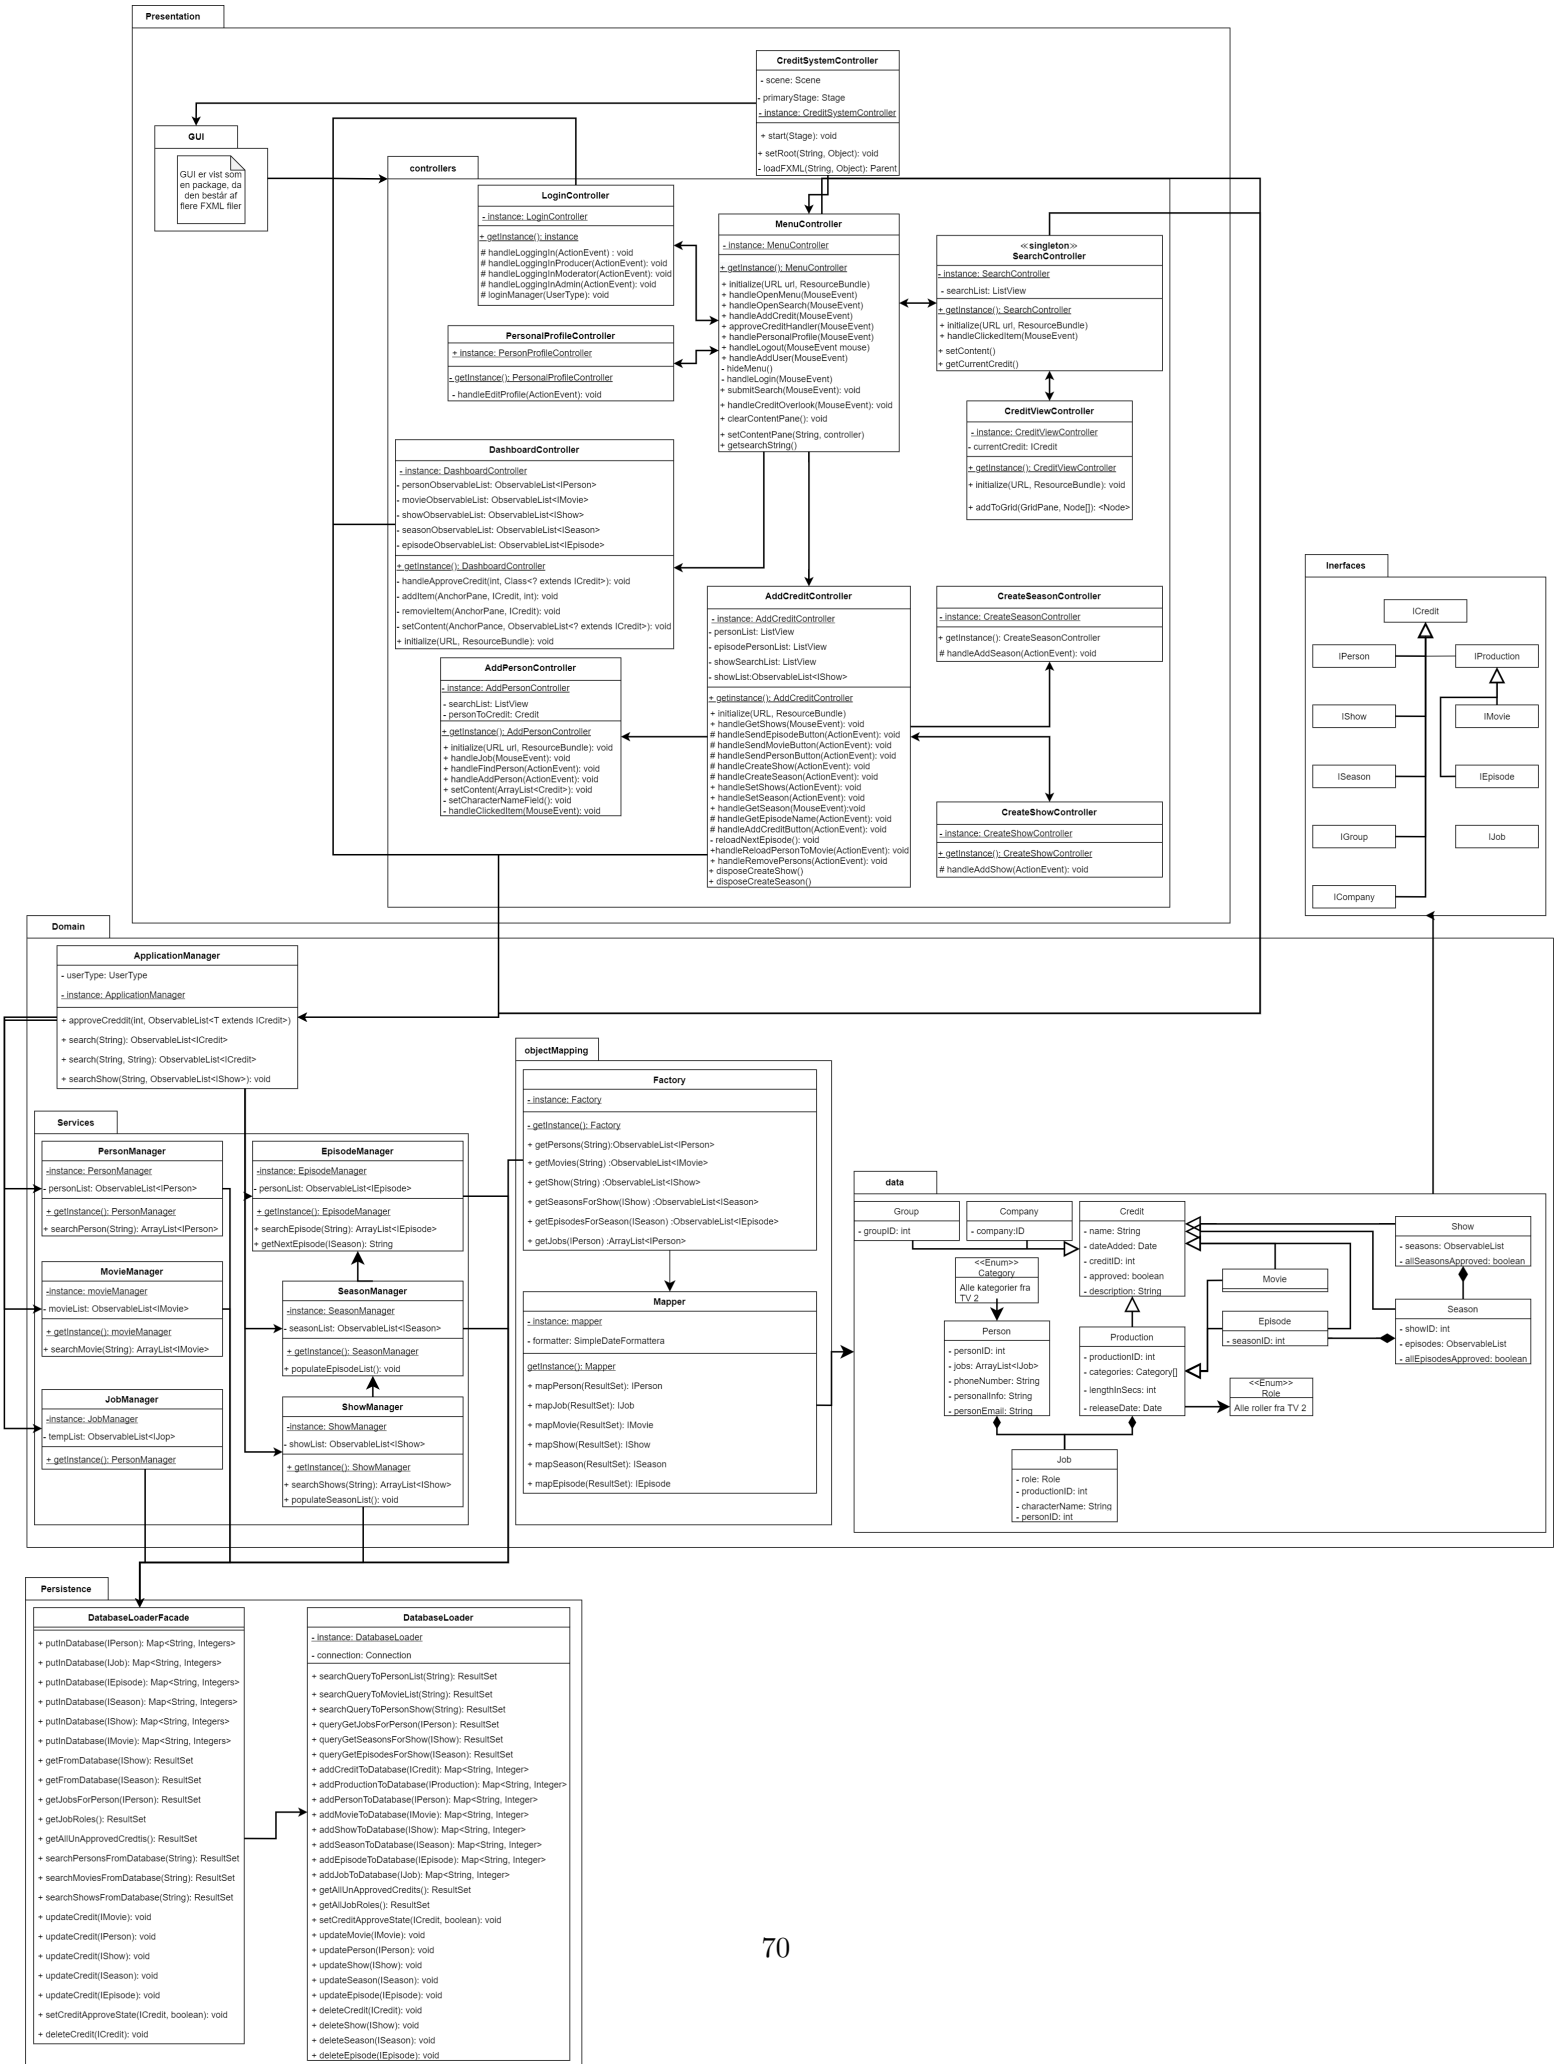 Presentation
CreditSystemController
- scene: Scene
- primaryStage: Stage
- instance: CreditSystemController
+ start(Stage): void
+ setRoot(String, Object): void
- loadFXML(String, Object): Parent
GUI
GUI er vist som
en package, da
den består af
flere FXML filer
controllers
LoginController
- instance: LoginController
+ getInstance(): instance
# handleLoggingIn(ActionEvent) : void
# handleLoggingInProducer(ActionEvent): void
# handleLoggingInModerator(ActionEvent): void
# handleLoggingInAdmin(ActionEvent): void
# loginManager(UserType): void
MenuController
- instance: MenuController
+ getInstance(): MenuController
+ initialize(URL url, ResourceBundle)
+ handleOpenMenu(MouseEvent)
+ handleOpenSearch(MouseEvent)
+ handleAddCredit(MouseEvent)
+ approveCreditHandler(MouseEvent)
+ handlePersonalProfile(MouseEvent)
+ handleLogout(MouseEvent mouse)
+ handleAddUser(MouseEvent)
- hideMenu()
- handleLogin(MouseEvent)
+ submitSearch(MouseEvent): void
+ handleCreditOverlook(MouseEvent): void
+ clearContentPane(): void
+ setContentPane(String, controller)
+ getsearchString()
≪singleton≫
SearchController
- instance: SearchController
- searchList: ListView
+ getInstance(): SearchController
+ initialize(URL url, ResourceBundle)
+ handleClickedItem(MouseEvent)
+ setContent()
+ getCurrentCredit()
PersonalProfileController
+ instance: PersonProfileController
- getInstance(): PersonalProfileController
- handleEditProfile(ActionEvent): void
CreditViewController
- instance: CreditViewController
- currentCredit: ICredit
+ getInstance(): CreditViewController
+ initialize(URL, ResourceBundle): void
+ addToGrid(GridPane, Node[]): <Node>
DashboardController
- instance: DashboardController
- personObservableList: ObservableList<IPerson>
- movieObservableList: ObservableList<IMovie>
- showObservableList: ObservableList<IShow>
- seasonObservableList: ObservableList<ISeason>
- episodeObservableList: ObservableList<IEpisode>
+ getInstance(): DashboardController
- handleApproveCredit(int, Class<? extends ICredit>): void
- addItem(AnchorPane, ICredit, int): void
- removieItem(AnchorPane, ICredit): void
- setContent(AnchorPance, ObservableList<? extends ICredit>): void
+ initialize(URL, ResourceBundle): void
AddCreditController
- instance: AddCreditController
- personList: ListView
- episodePersonList: ListView
- showSearchList: ListView
- showList:ObservableList<IShow>
+ getInstance(): AddCreditController
+ initialize(URL, ResourceBundle)
+ handleGetShows(MouseEvent): void
# handleSendEpisodeButton(ActionEvent): void
# handleSendMovieButton(ActionEvent): void
# handleSendPersonButton(ActionEvent): void
# handleCreateShow(ActionEvent): void
# handleCreateSeason(ActionEvent): void
+ handleSetShows(ActionEvent): void
+ handleSetSeason(ActionEvent): void
+ handleGetSeason(MouseEvent):void
# handleGetEpisodeName(ActionEvent): void
# handleAddCreditButton(ActionEvent): void
- reloadNextEpisode(): void
+handleReloadPersonToMovie(ActionEvent): void
+ handleRemovePersons(ActionEvent): void
+ disposeCreateShow()
+ disposeCreateSeason()
CreateSeasonController
- instance: CreateSeasonController
+ getInstance(): CreateSeasonController
# handleAddSeason(ActionEvent): void
AddPersonController
- instance: AddPersonController
- searchList: ListView
- personToCredit: Credit
+ getInstance(): AddPersonController
+ initialize(URL url, ResourceBundle): void
+ handleJob(MouseEvent): void
+ handleFindPerson(ActionEvent): void
+ handleAddPerson(ActionEvent): void
+ setContent(ArrayList<Credit>): void
- setCharacterNameField(): void
- handleClickedItem(MouseEvent): void
CreateShowController
- instance: CreateShowController
+ getInstance(): CreateShowController
# handleAddShow(ActionEvent): void
Inerfaces
ICredit
IPerson
IProduction
IShow
IMovie
ISeason
IEpisode
IGroup
IJob
ICompany
Domain
ApplicationManager
- userType: UserType
- instance: ApplicationManager
+ approveCreddit(int, ObservableList<T extends ICredit>)
+ search(String): ObservableList<ICredit>
+ search(String, String): ObservableList<ICredit>
+ searchShow(String, ObservableList<IShow>): void
Services
PersonManager
-instance: PersonManager
- personList: ObservableList<IPerson>
+ getInstance(): PersonManager
+ searchPerson(String): ArrayList<IPerson>
EpisodeManager
-instance: EpisodeManager
- personList: ObservableList<IEpisode>
+ getInstance(): EpisodeManager
+ searchEpisode(String): ArrayList<IEpisode>
+ getNextEpisode(ISeason): String
MovieManager
-instance: movieManager
- movieList: ObservableList<IMovie>
+ getInstance(): movieManager
+ searchMovie(String): ArrayList<IMovie>
SeasonManager
-instance: SeasonManager
- seasonList: ObservableList<ISeason>
+ getInstance(): SeasonManager
+ populateEpisodeList(): void
JobManager
-instance: JobManager
- tempList: ObservableList<IJop>
+ getInstance(): PersonManager
ShowManager
-instance: ShowManager
- showList: ObservableList<IShow>
+ getInstance(): ShowManager
+ searchShows(String): ArrayList<IShow>
+ populateSeasonList(): void
objectMapping
Factory
- instance: Factory
- getInstance(): Factory
+ getPersons(String):ObservableList<IPerson>
+ getMovies(String) :ObservableList<IMovie>
+ getShow(String) :ObservableList<IShow>
+ getSeasonsForShow(IShow) :ObservableList<ISeason>
+ getEpisodesForSeason(ISeason) :ObservableList<IEpisode>
+ getJobs(IPerson) :ArrayList<IPerson>
Mapper
- instance: mapper
- formatter: SimpleDateFormattera
getInstance(): Mapper
+ mapPerson(ResultSet): IPerson
+ mapJob(ResultSet): IJob
+ mapMovie(ResultSet): IMovie
+ mapShow(ResultSet): IShow
+ mapSeason(ResultSet): ISeason
+ mapEpisode(ResultSet): IEpisode
data
Group
- groupID: int
Company
- company:ID
Credit
- name: String
- dateAdded: Date
- creditID: int
- approved: boolean
- description: String
Show
- seasons: ObservableList
- allSeasonsApproved: boolean
<<Enum>>
Category
Alle kategorier fra
TV 2
Movie
Season
- showID: int
- episodes: ObservableList
- allEpisodesApproved: boolean
Episode
- seasonID: int
Person
- personID: int
- jobs: ArrayList<IJob>
- phoneNumber: String
- personalInfo: String
- personEmail: String
Production
- productionID: int
- categories: Category[]
- lengthInSecs: int
- releaseDate: Date
<<Enum>>
Role
Alle roller fra TV 2
Job
- role: Role
- productionID: int
- characterName: String
- personID: int
Persistence
DatabaseLoaderFacade
+ putInDatabase(IPerson): Map<String, Integers>
+ putInDatabase(IJob): Map<String, Integers>
+ putInDatabase(IEpisode): Map<String, Integers>
+ putInDatabase(ISeason): Map<String, Integers>
+ putInDatabase(IShow): Map<String, Integers>
+ putInDatabase(IMovie): Map<String, Integers>
+ getFromDatabase(IShow): ResultSet
+ getFromDatabase(ISeason): ResultSet
+ getJobsForPerson(IPerson): ResultSet
+ getJobRoles(): ResultSet
+ getAllUnApprovedCredtis(): ResultSet
+ searchPersonsFromDatabase(String): ResultSet
+ searchMoviesFromDatabase(String): ResultSet
+ searchShowsFromDatabase(String): ResultSet
+ updateCredit(IMovie): void
+ updateCredit(IPerson): void
+ updateCredit(IShow): void
+ updateCredit(ISeason): void
+ updateCredit(IEpisode): void
+ setCreditApproveState(ICredit, boolean): void
+ deleteCredit(ICredit): void
DatabaseLoader
- instance: DatabaseLoader
- connection: Connection
+ searchQueryToPersonList(String): ResultSet
+ searchQueryToMovieList(String): ResultSet
+ searchQueryToPersonShow(String): ResultSet
+ queryGetJobsForPerson(IPerson): ResultSet
+ queryGetSeasonsForShow(IShow): ResultSet
+ queryGetEpisodesForShow(ISeason): ResultSet
+ addCreditToDatabase(ICredit): Map<String, Integer>
+ addProductionToDatabase(IProduction): Map<String, Integer>
+ addPersonToDatabase(IPerson): Map<String, Integer>
+ addMovieToDatabase(IMovie): Map<String, Integer>
+ addShowToDatabase(IShow): Map<String, Integer>
+ addSeasonToDatabase(ISeason): Map<String, Integer>
+ addEpisodeToDatabase(IEpisode): Map<String, Integer>
+ addJobToDatabase(IJob): Map<String, Integer>
+ getAllUnApprovedCredits(): ResultSet
+ getAllJobRoles(): ResultSet
+ setCreditApproveState(ICredit, boolean): void
+ updateMovie(IMovie): void
+ updatePerson(IPerson): void
+ updateShow(IShow): void
+ updateSeason(ISeason): void
+ updateEpisode(IEpisode): void
+ deleteCredit(ICredit): void
+ deleteShow(IShow): void
+ deleteSeason(ISeason): void
+ deleteEpisode(IEpisode): void
70